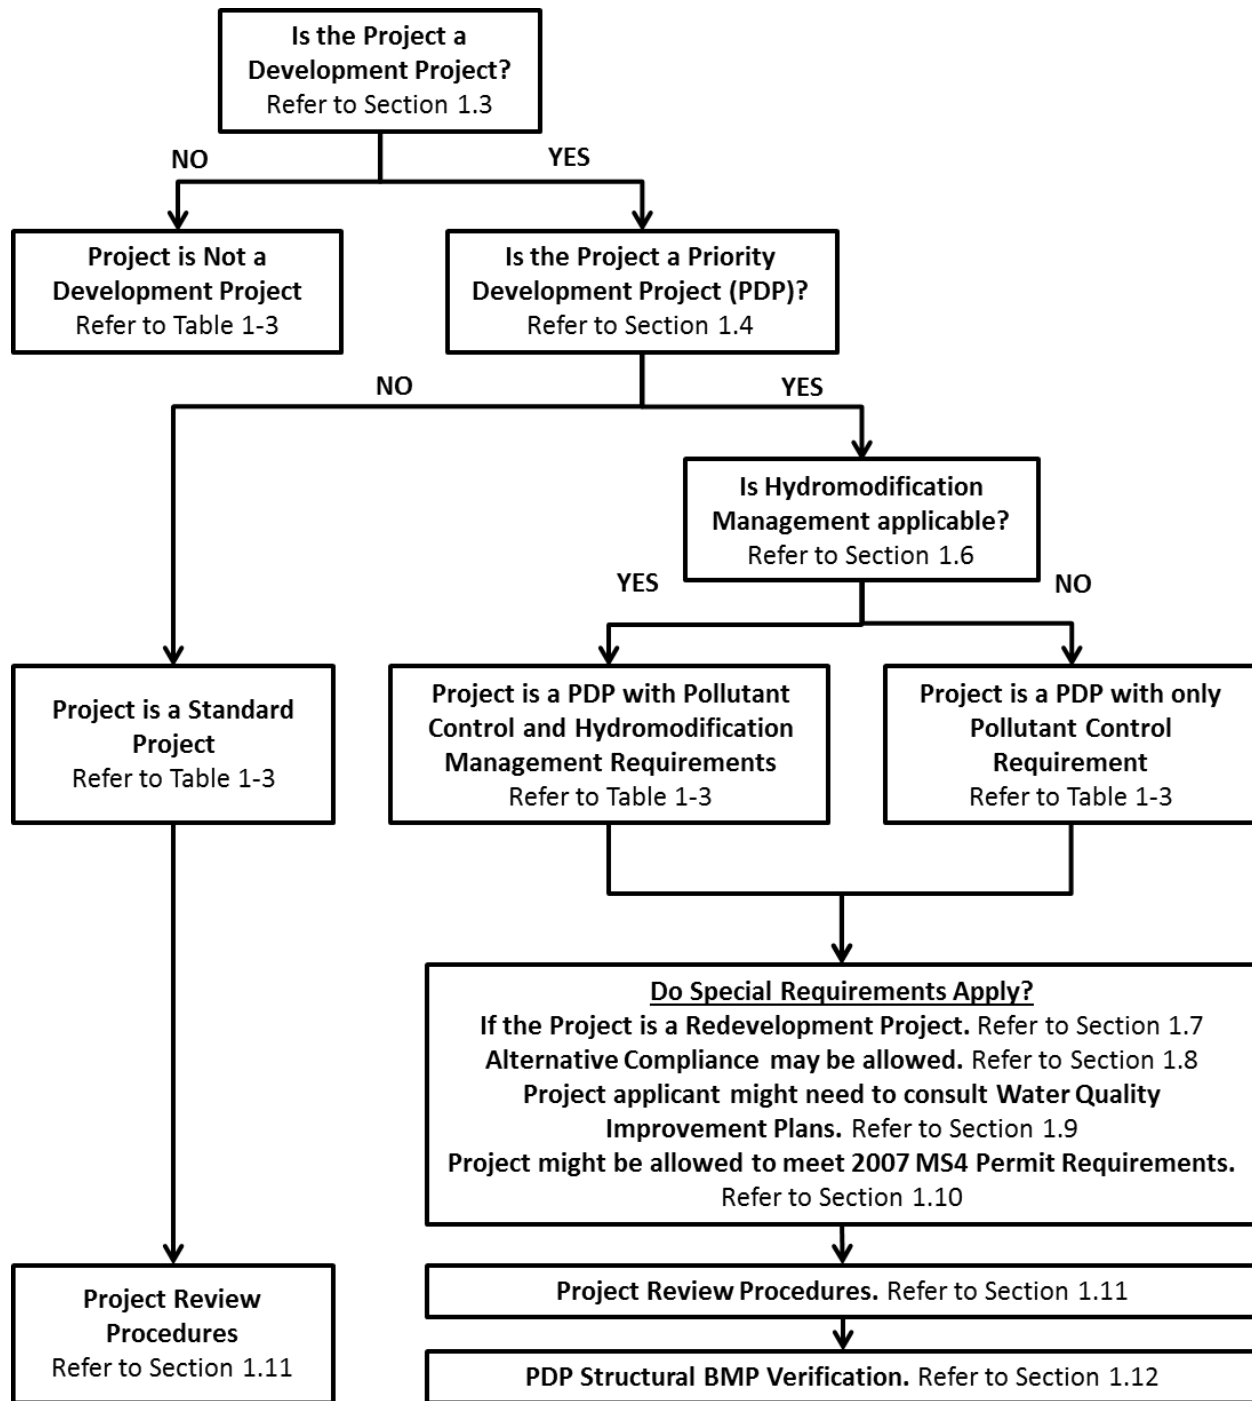 Is the Project a
Development Project?
Refer to Section 1.3
NO
YES
Project is Not a
Development Project
Refer to Table 1-3
Is the Project a Priority
Development Project (PDP)?
Refer to Section 1.4
NO
YES
Is Hydromodification
Management applicable?
Refer to Section 1.6
YES
NO
Project is a Standard
Project
Refer to Table 1-3
Project is a PDP with Pollutant
Control and Hydromodification
Management Requirements
Refer to Table 1-3
Project is a PDP with only
Pollutant Control
Requirement
Refer to Table 1-3
Do Special Requirements Apply?
If the Project is a Redevelopment Project. Refer to Section 1.7
Alternative Compliance may be allowed. Refer to Section 1.8
Project applicant might need to consult Water Quality
Improvement Plans. Refer to Section 1.9
Project might be allowed to meet 2007 MS4 Permit Requirements.
Refer to Section 1.10
Project Review
Procedures
Refer to Section 1.11
Project Review Procedures. Refer to Section 1.11
PDP Structural BMP Verification. Refer to Section 1.12